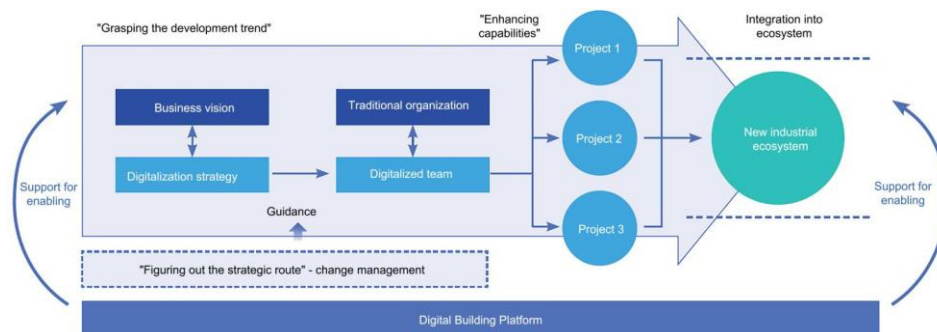 "Grasping the development trend"
"Enhancing
capabilities"
Integration into
ecosystem
Project 1
Business vision
Traditional organization
Project 2
New industrial
ecosystem
Digitalization strategy
Digitalized team
Support for
enabling
Support for
enabling
Guidance
Project 3
"Figuring out the strategic route" - change management
Digital Building Platform